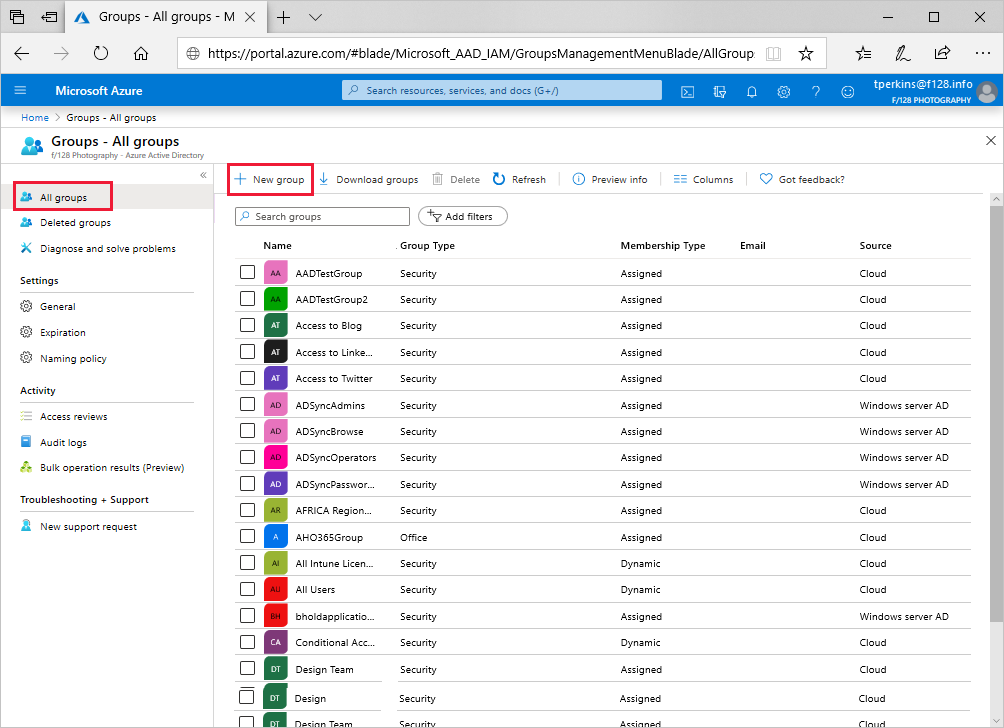 Groups - All groups - M
https://portal.azure.com/#blade/Microsoft_AAD_IAM/GroupsManagementMenuBlade/AllGroup
Microsoft Azure
Search resources, services, and docs (G+/)
tperkins@f128.info
F/128 PHOTOGRAPHY
Home > Groups - All groups
Groups - All groups
f/128 Photography - Azure Active Directory
All groups
Deleted groups
Diagnose and solve problems
Settings
General
Expiration
Naming policy
Activity
Access reviews
Audit logs
Bulk operation results (Preview)
Troubleshooting + Support
New support request
New group Download groups Delete Refresh Preview info Columns Got feedback?
Search groups Add filters
Name Group Type Membership Type Email Source
AA AADTestGroup Security Assigned Cloud
AA AADTestGroup2 Security Assigned Cloud
AT Access to Blog Security Assigned Cloud
AT Access to Linke... Security Assigned Cloud
AT Access to Twitter Security Assigned Cloud
AD ADSyncAdmins Security Assigned Windows server AD
AD ADSyncBrowse Security Assigned Windows server AD
AD ADSyncOperators Security Assigned Windows server AD
AD ADSyncPasswor... Security Assigned Windows server AD
AR AFRICA Region... Security Assigned Cloud
A AHO365Group Office Assigned Cloud
AI All Intune Licen... Security Dynamic Cloud
AU All Users Security Dynamic Cloud
BH bholdapplicatio... Security Assigned Windows server AD
CA Conditional Acc... Security Dynamic Cloud
DT Design Team Security Assigned Cloud
DT Design Security Assigned Cloud
DT Design Team Security Assigned Cloud